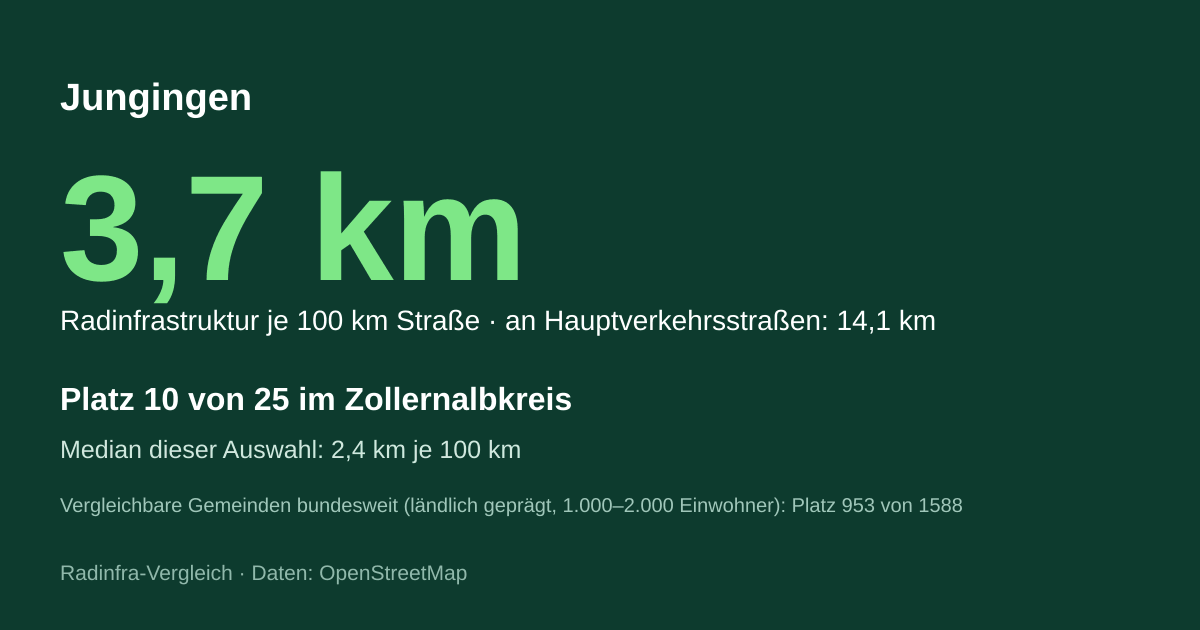 Jungingen
3,7 km
Radinfrastruktur je 100 km Straße · an Hauptverkehrsstraßen: 14,1 km
Platz 10 von 25 im Zollernalbkreis
Median dieser Auswahl: 2,4 km je 100 km
Vergleichbare Gemeinden bundesweit (ländlich geprägt, 1.000–2.000 Einwohner): Platz 953 von 1588
Radinfra-Vergleich · Daten: OpenStreetMap